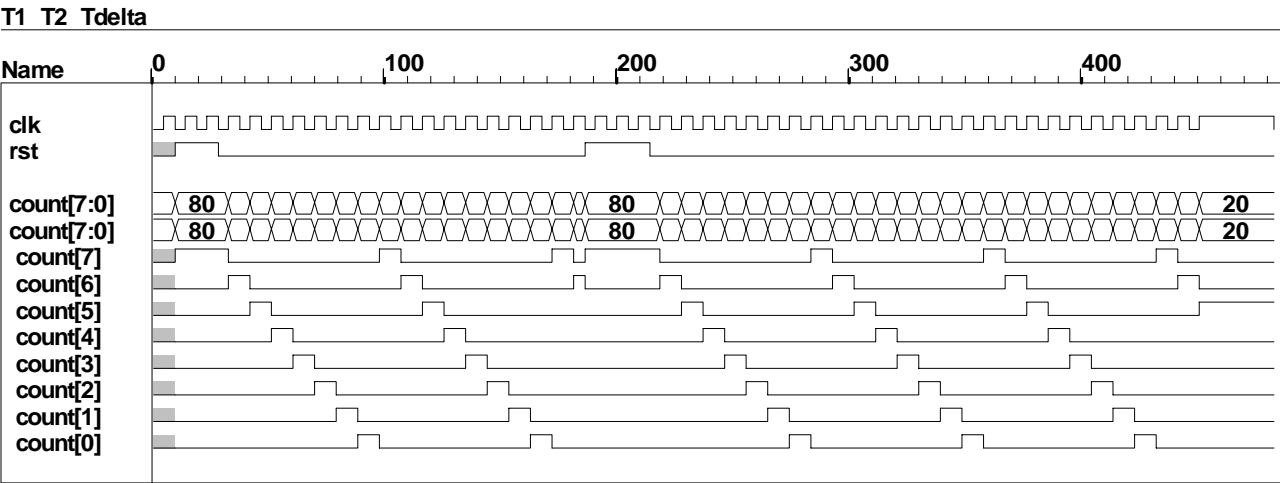 T1 T2 Tdelta
Name 0 100 200 300 400
clk
rst
count[7:0] 80 80 20
count[7:0] 80 80 20
count[7]
count[6]
count[5]
count[4]
count[3]
count[2]
count[1]
count[0]